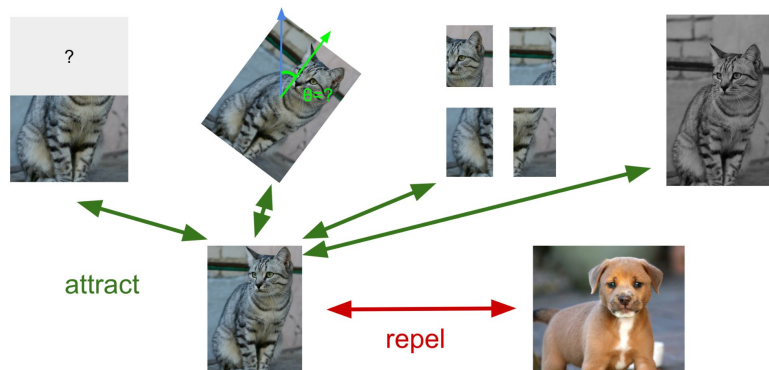 ?
θ=?
attract
repel